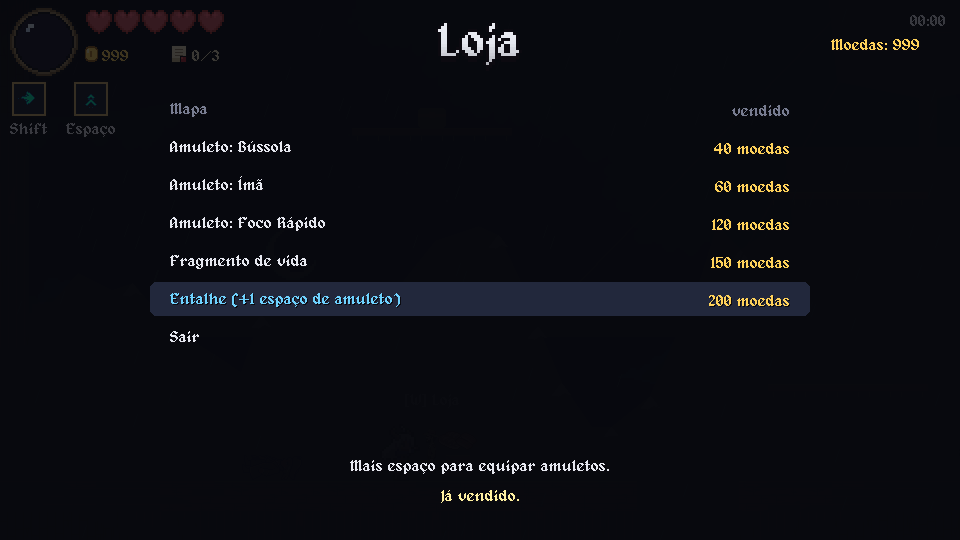 Loja
00:00
Moedas: 999
999
0/3
Shift
Espaço
Mapa
vendido
Amuleto: Bússola
40 moedas
Amuleto: Ímã
60 moedas
Amuleto: Foco Rápido
120 moedas
Fragmento de vida
150 moedas
Entalhe (+1 espaço de amuleto)
200 moedas
Sair
Mais espaço para equipar amuletos.
Já vendido.